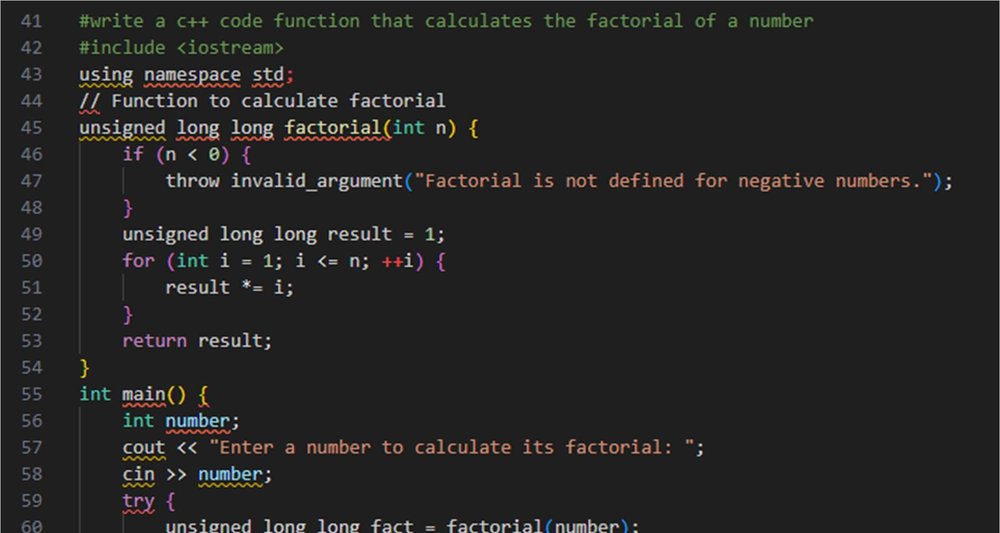 41 #write a c++ code function that calculates the factorial of a number
42 #include <iostream>
43 using namespace std;
44 // Function to calculate factorial
45 unsigned long long factorial(int n) {
46 if (n < 0) {
47 throw invalid_argument("Factorial is not defined for negative numbers.");
48 }
49 unsigned long long result = 1;
50 for (int i = 1; i <= n; ++i) {
51 result *= i;
52 }
53 return result;
54 }
55 int main() {
56 int number;
57 cout << "Enter a number to calculate its factorial: ";
58 cin >> number;
59 try {
60 unsigned long long fact = factorial(number);